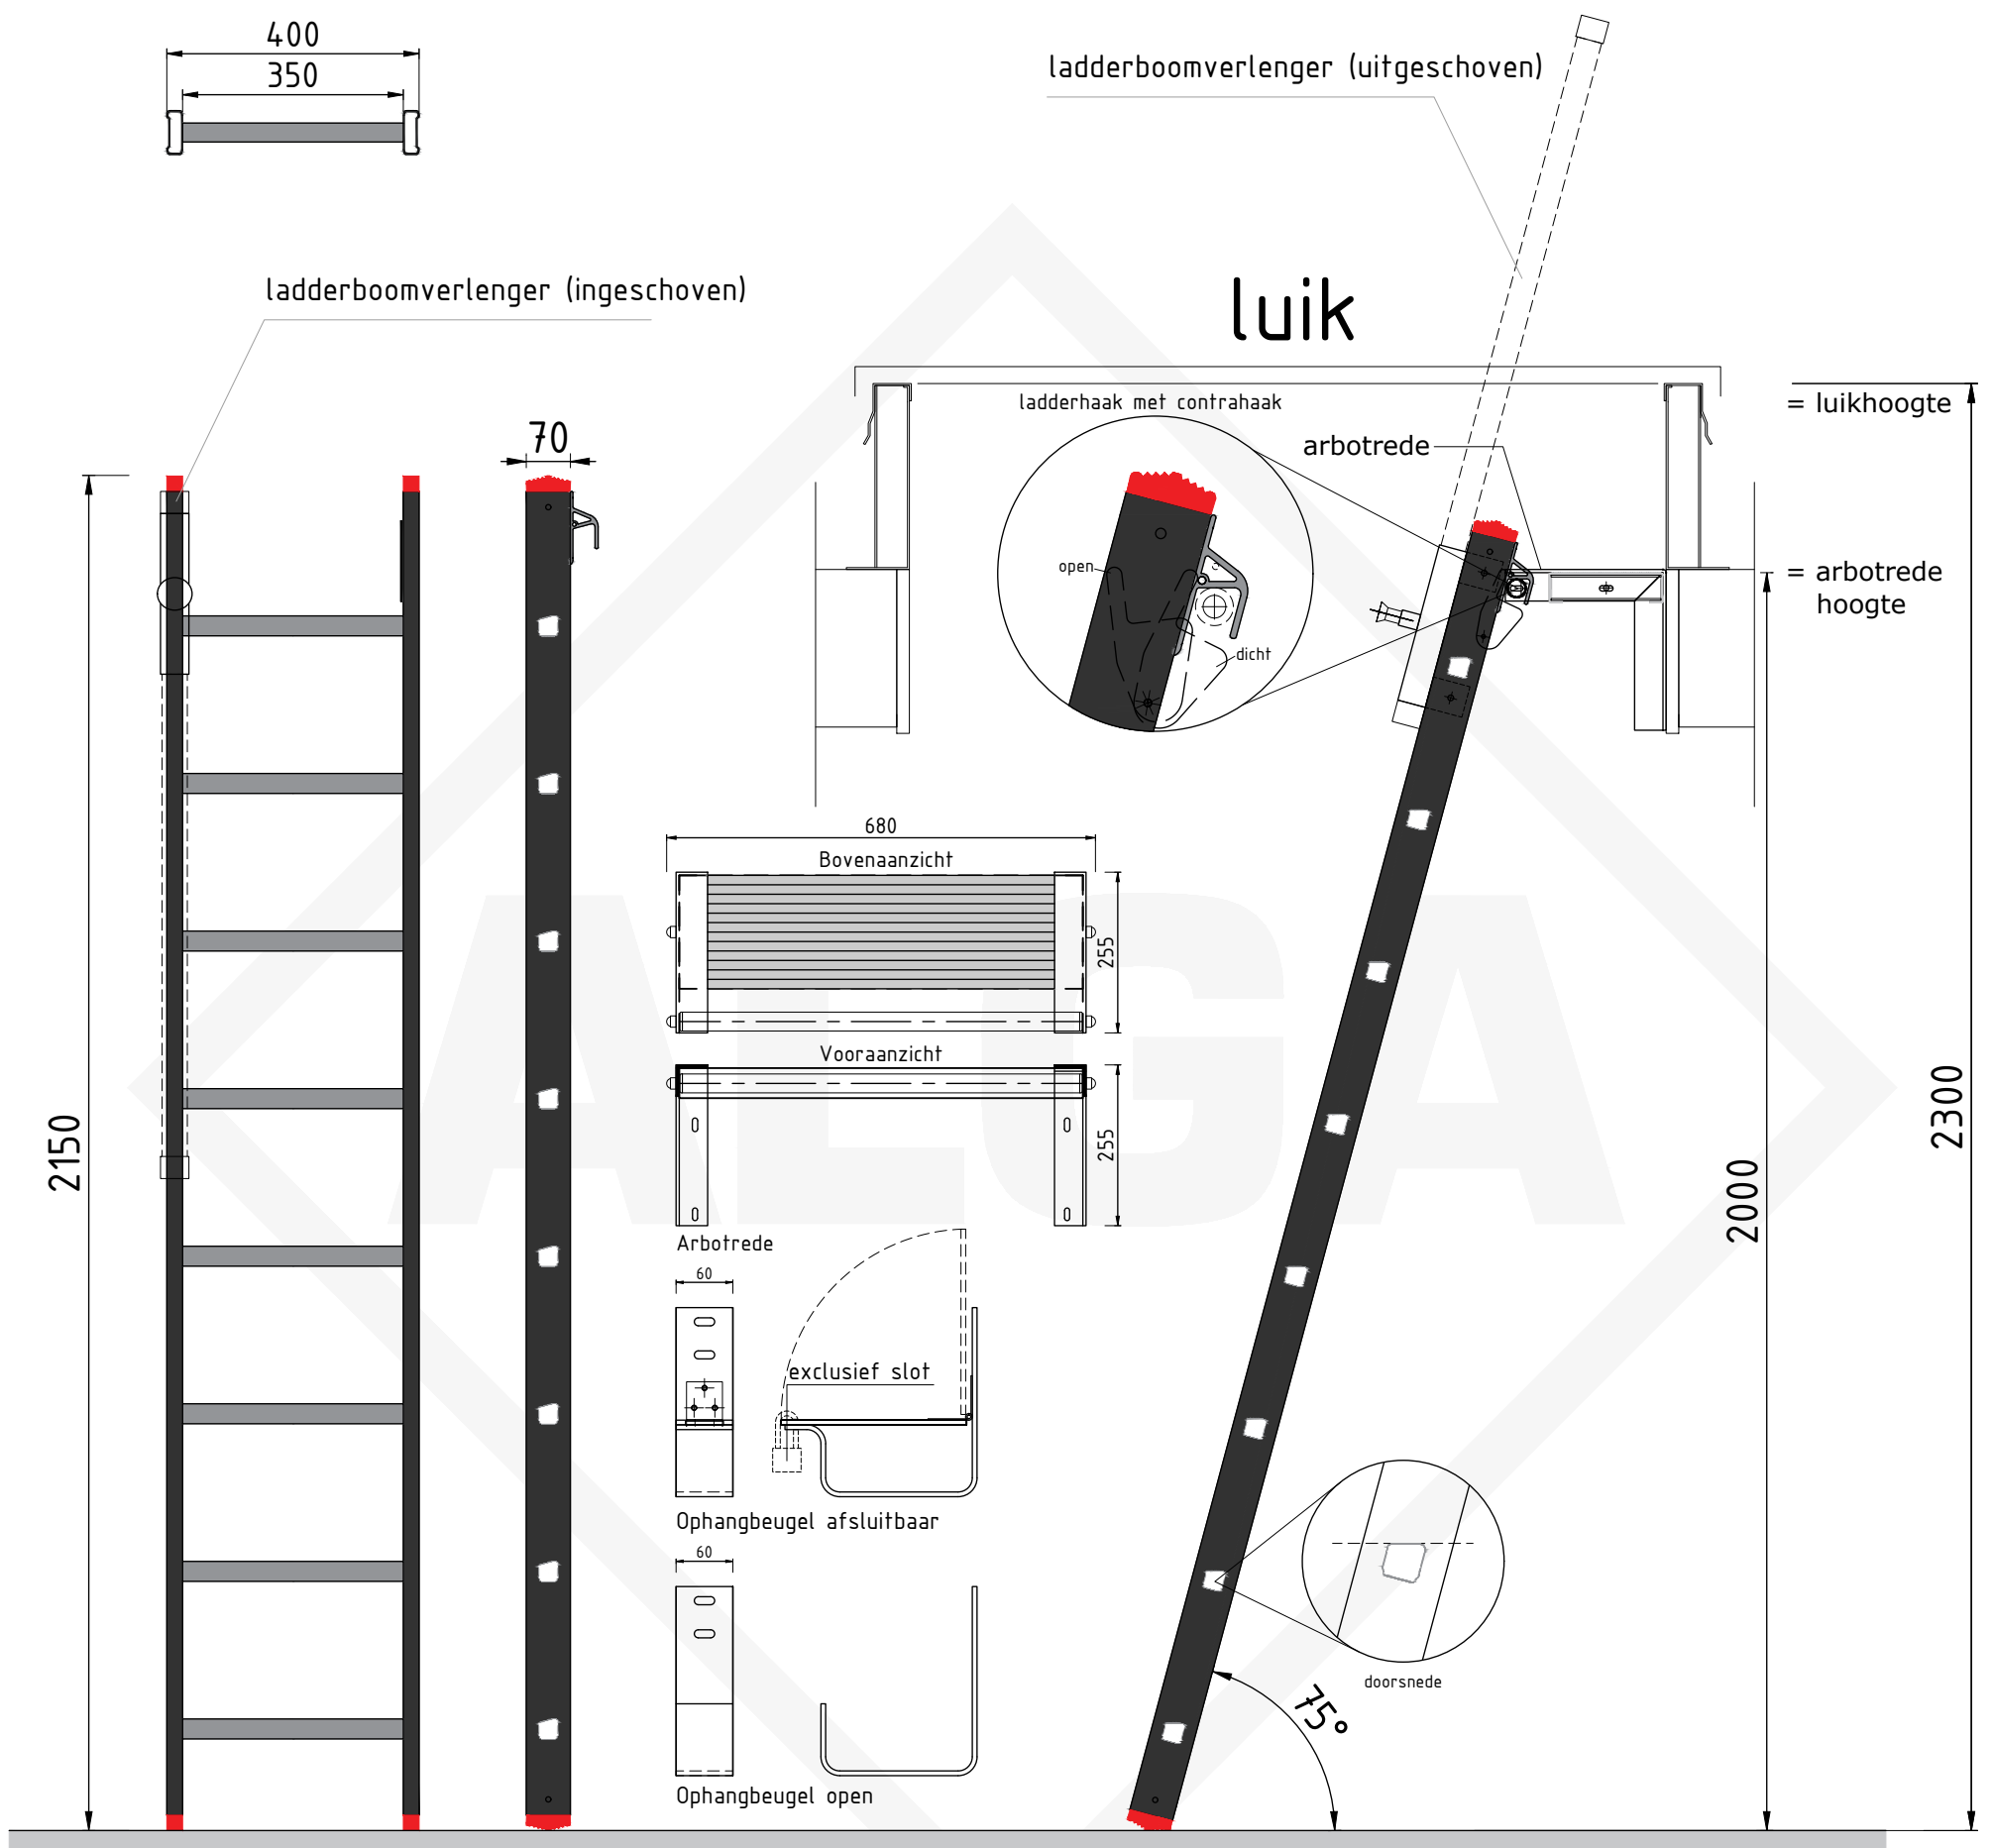 400
350
ladderboomverlenger (uitgeschoven)
ladderboomverlenger (ingeschoven)
luik
ladderhaak met contrahaak
= luikhoogte
70
arbotrede
open
= arbotrede
hoogte
dicht
680
Bovenaanzicht
255
Vooraanzicht
255
Arbotrede
2150
2000
2300
60
exclusief slot
Ophangbeugel afsluitbaar
60
doorsnede
75°
Ophangbeugel open
ALGA